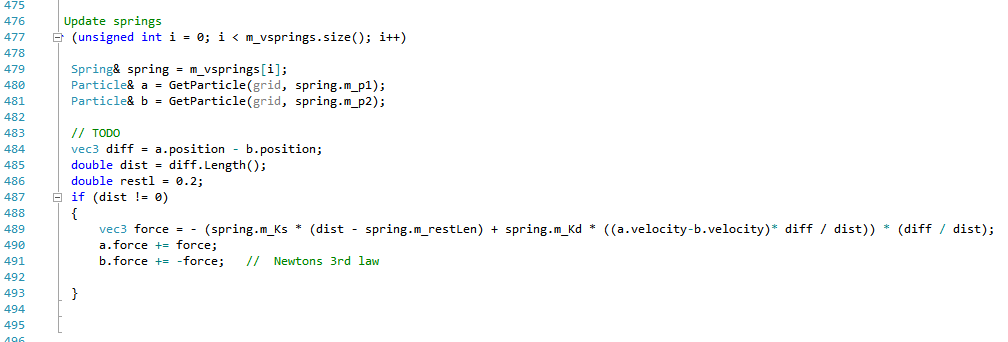 475
476 Update springs
477 (unsigned int i = 0; i < m_vsprings.size(); i++)
478
479 Spring& spring = m_vsprings[i];
480 Particle& a = GetParticle(grid, spring.m_p1);
481 Particle& b = GetParticle(grid, spring.m_p2);
482
483 // TODO
484 vec3 diff = a.position - b.position;
485 double dist = diff.Length();
486 double restl = 0.2;
487 if (dist != 0)
488 {
489 vec3 force = - (spring.m_Ks * (dist - spring.m_restLen) + spring.m_Kd * ((a.velocity-b.velocity)* diff / dist)) * (diff / dist);
490 a.force += force;
491 b.force += -force; // Newtons 3rd law
492
493 }
494
495
496